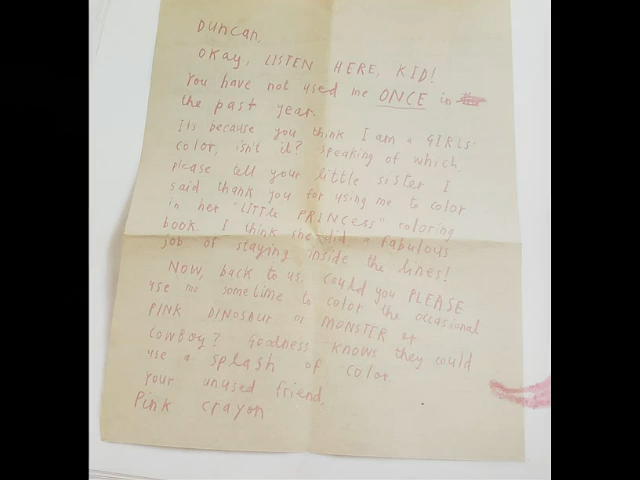 Duncan,
Okay, LISTEN HERE, KID!
You have not used me ONCE in
the past year.
Its because you think I am a GIRLS'
color, isn't it? speaking of which,
please tell your little sister I
said thank you for using me to color
in her "LITTLE PRINCESS" coloring
book. I think she did a fabulous
job of staying inside the lines!
NOW, back to us. Could you PLEASE
use me sometime to color the occasional
PINK DINOSAUR or MONSTER or
COWBOY? Goodness KNOWS they could
use a splash of color.
Your unused friend,
Pink crayon